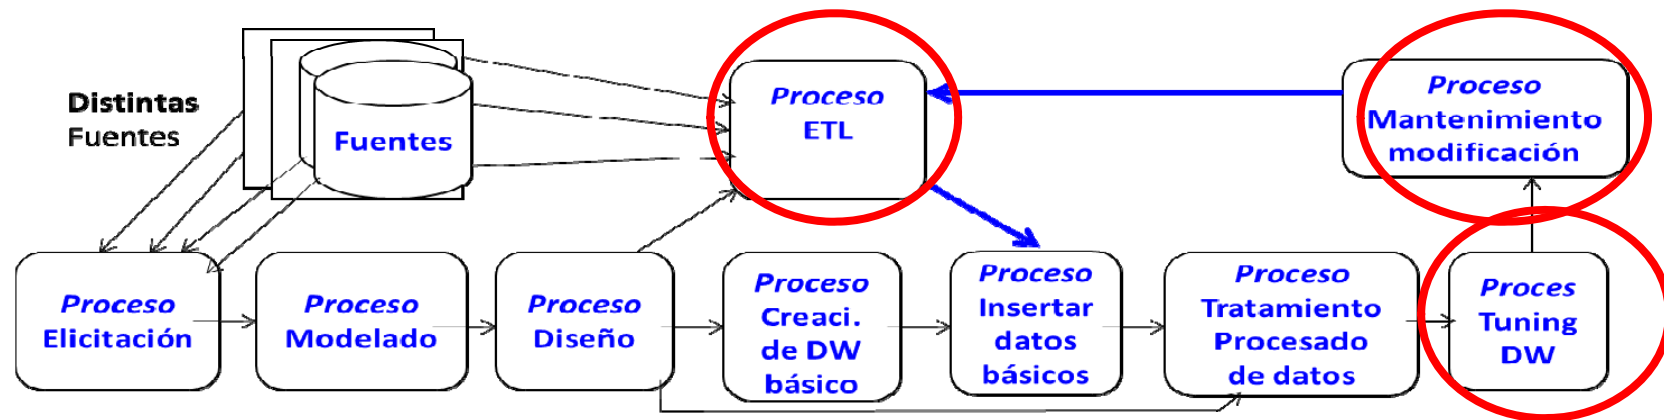 Distintas
Fuentes
Fuentes
Proceso
ETL
Proceso
Mantenimiento
modificación
Proceso
Elicitación
Proceso
Modelado
Proceso
Diseño
Proceso
Creaci.
de DW
básico
Proceso
Insertar
datos
básicos
Proceso
Tratamiento
Procesado
de datos
Proces
Tuning
DW